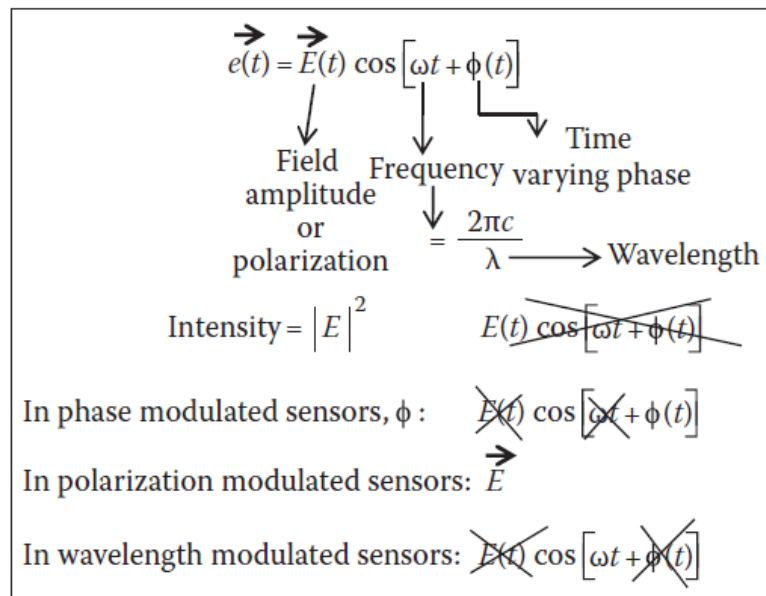 e(t) = E(t) cos[ωt + ϕ(t)]
Field amplitude or polarization
Frequency
Time varying phase
= 2πc/λ
Wavelength
Intensity = |E|² E(t) cos[ωt + ϕ(t)]
In phase modulated sensors, ϕ : E(t) cos[ωt + ϕ(t)]
In polarization modulated sensors: E
In wavelength modulated sensors: E(t) cos[ωt + ϕ(t)]